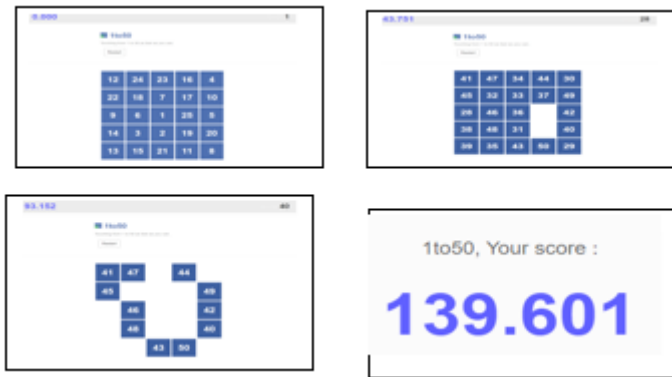 0.000 1
1to50
Restart
12 24 23 16 4
22 18 7 17 10
9 6 1 25 5
14 3 2 19 20
13 15 21 11 8
43.751 28
1to50
Restart
41 47 34 44 30
45 32 33 37 49
28 46 36 42
38 48 31 40
39 35 43 50 29
93.152 40
1to50
Restart
41 47 44
45 49
46 42
48 40
43 50
1to50, Your score :
139.601